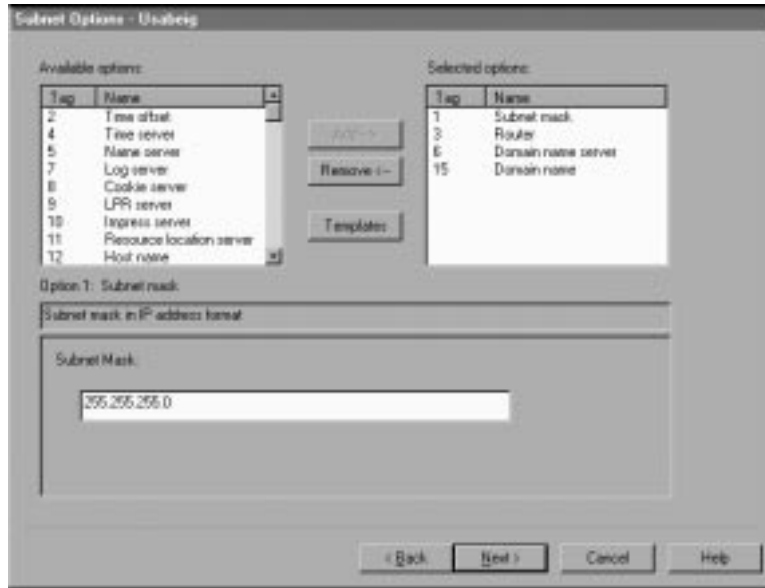 Subnet Options - Usabeig
Available options:
Selected options:
Tag Name
2 Time offset
4 Time server
5 Name server
7 Log server
8 Cookie server
9 LPR server
10 Impress server
11 Resource location server
12 Host name
Add -->
Remove <--
Templates
Tag Name
1 Subnet mask
3 Router
6 Domain name server
15 Domain name
Option 1: Subnet mask
Subnet mask in IP address format
Subnet Mask:
255.255.255.0
< Back
Next >
Cancel
Help